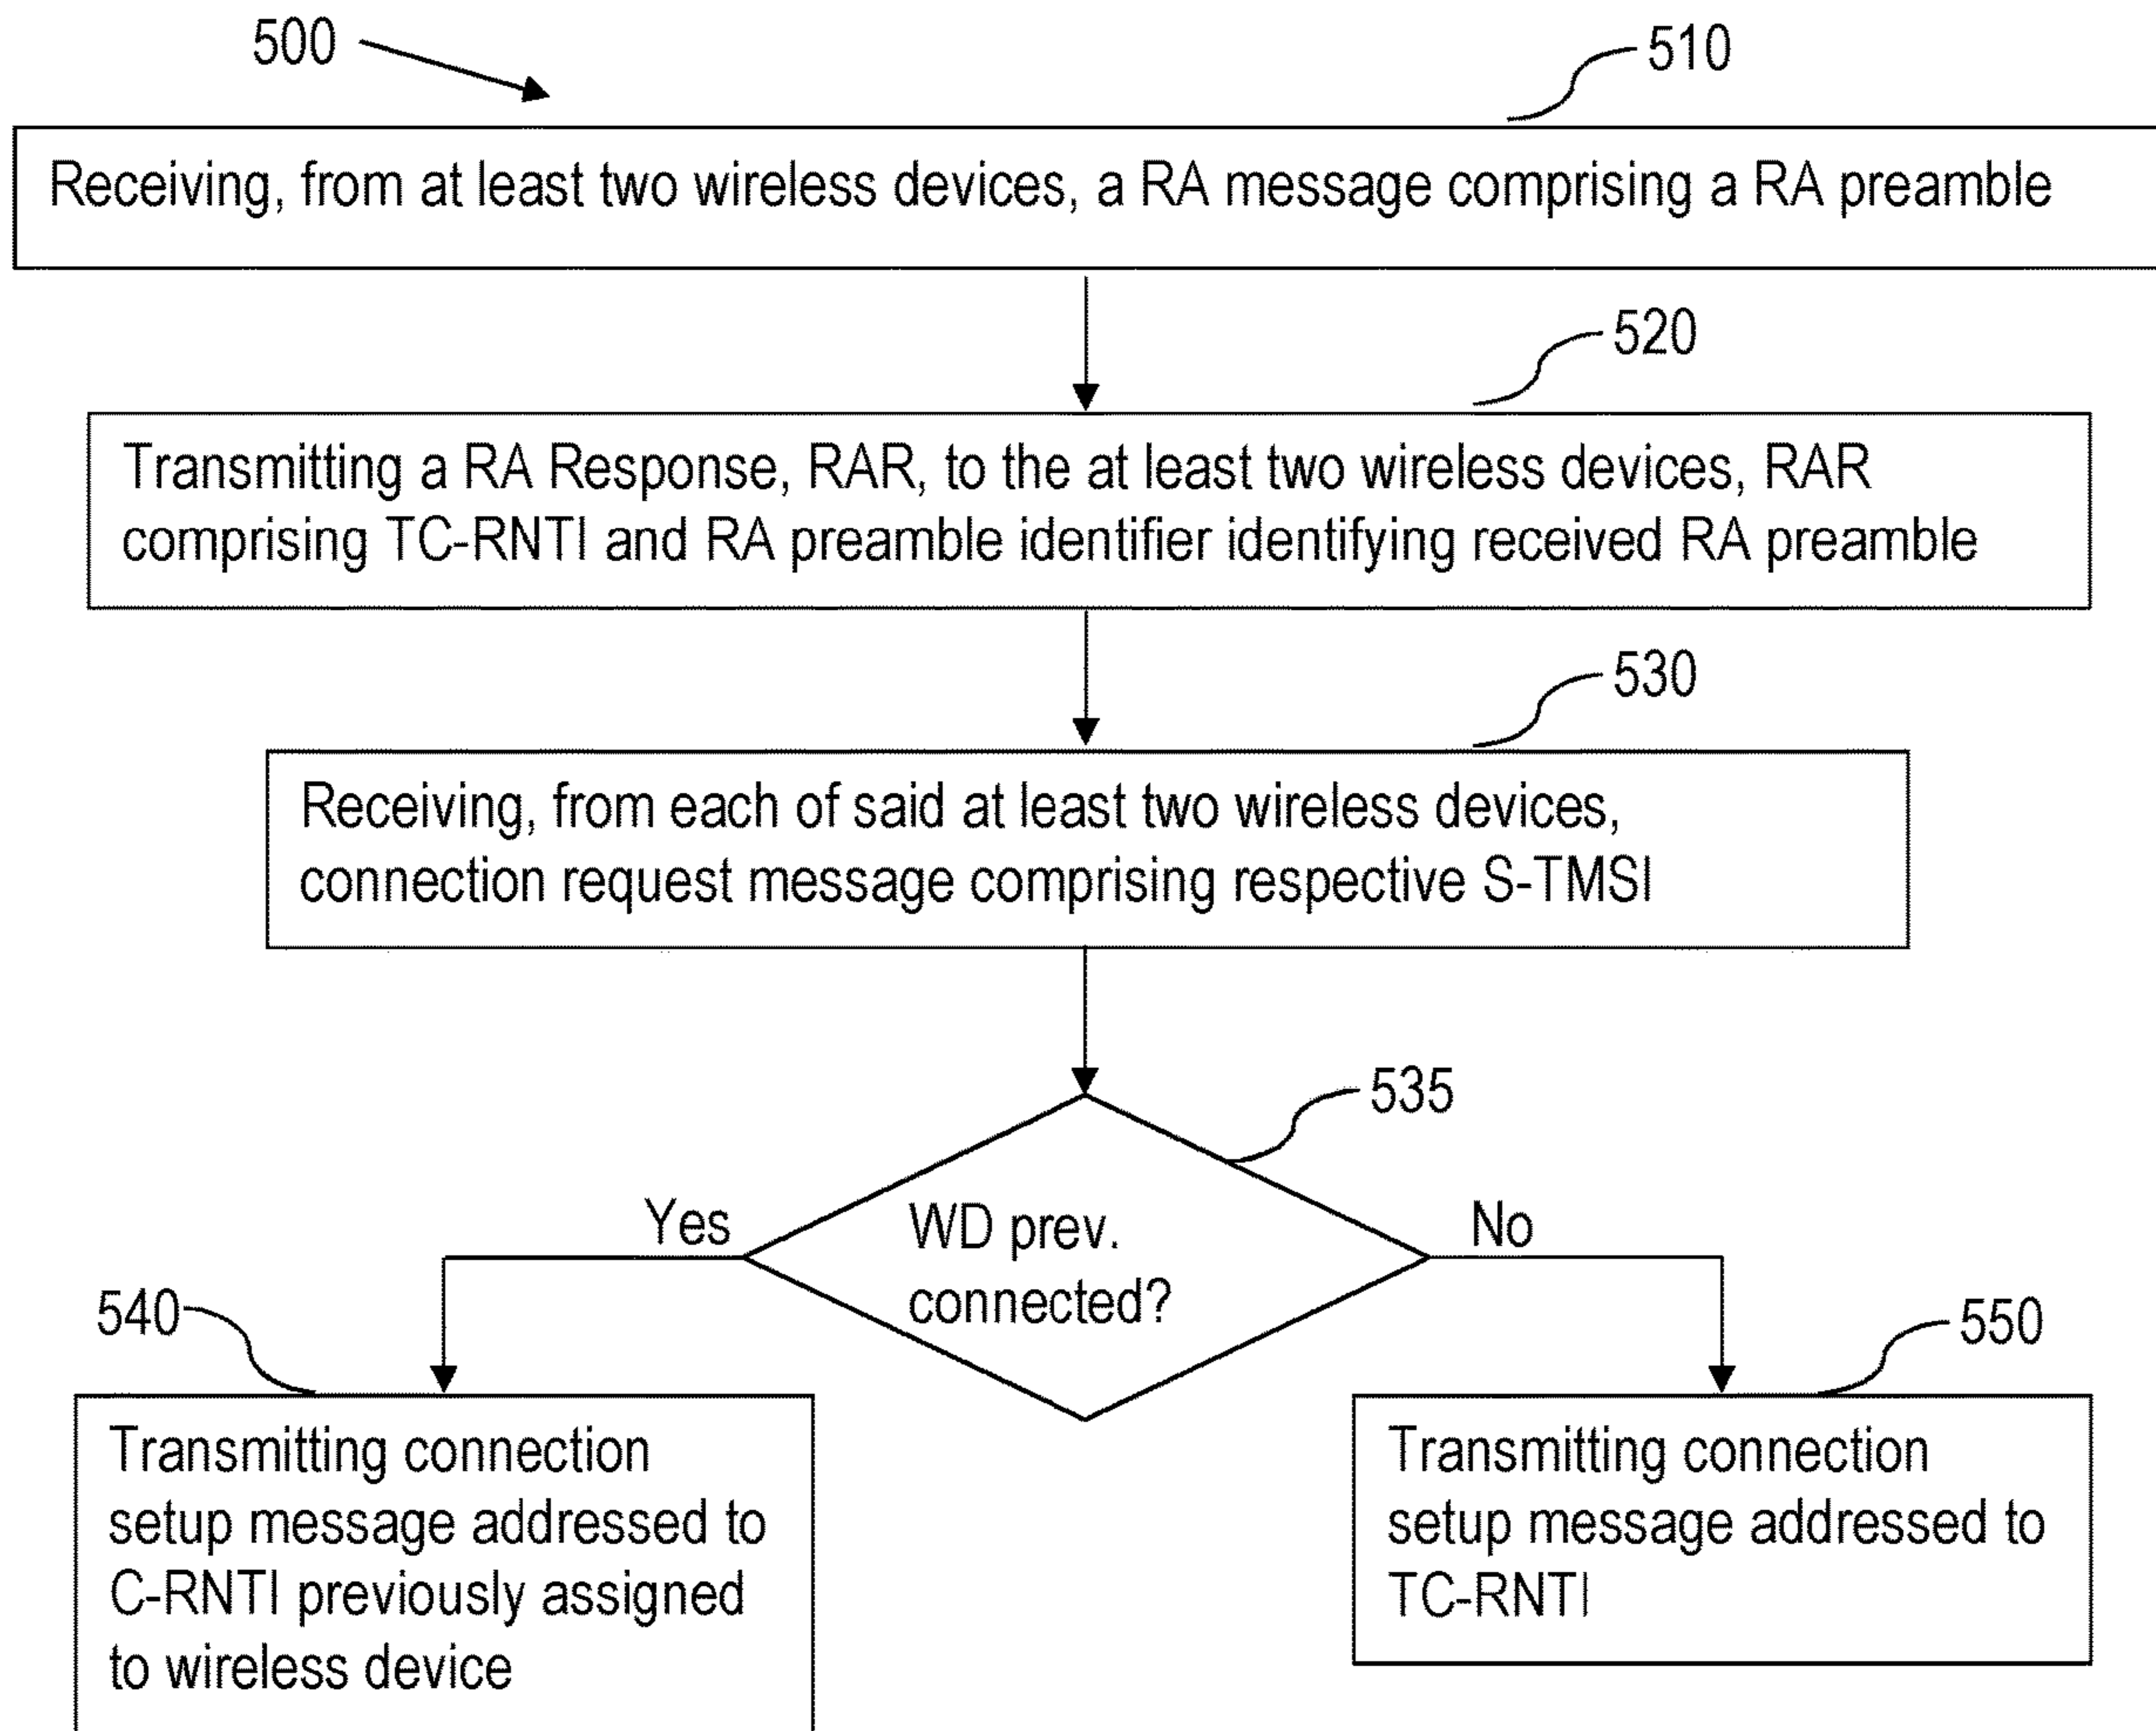 500
510
Receiving, from at least two wireless devices, a RA message comprising a RA preamble
520
Transmitting a RA Response, RAR, to the at least two wireless devices, RAR
comprising TC-RNTI and RA preamble identifier identifying received RA preamble
530
Receiving, from each of said at least two wireless devices,
connection request message comprising respective S-TMSI
535
WD prev.
connected?
Yes
No
540
Transmitting connection
setup message addressed to
C-RNTI previously assigned
to wireless device
550
Transmitting connection
setup message addressed to
TC-RNTI